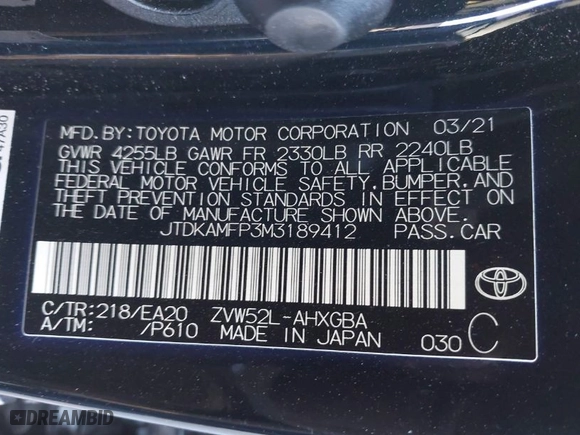 MFD.BY:TOYOTA MOTOR CORPORATION 03/21
GVWR 4255LB GAWR FR 2330LB RR 2240LB
THIS VEHICLE CONFORMS TO ALL APPLICABLE
FEDERAL MOTOR VEHICLE SAFETY, BUMPER, AND
THEFT PREVENTION STANDARDS IN EFFECT ON
THE DATE OF MANUFACTURE SHOWN ABOVE.
JTDKAMFP3M3189412 PASS.CAR
C/TR:218/EA20 ZVW52L-AHXGBA
A/TM: /P610 MADE IN JAPAN 030 C
TOYOTA
DREAMBID